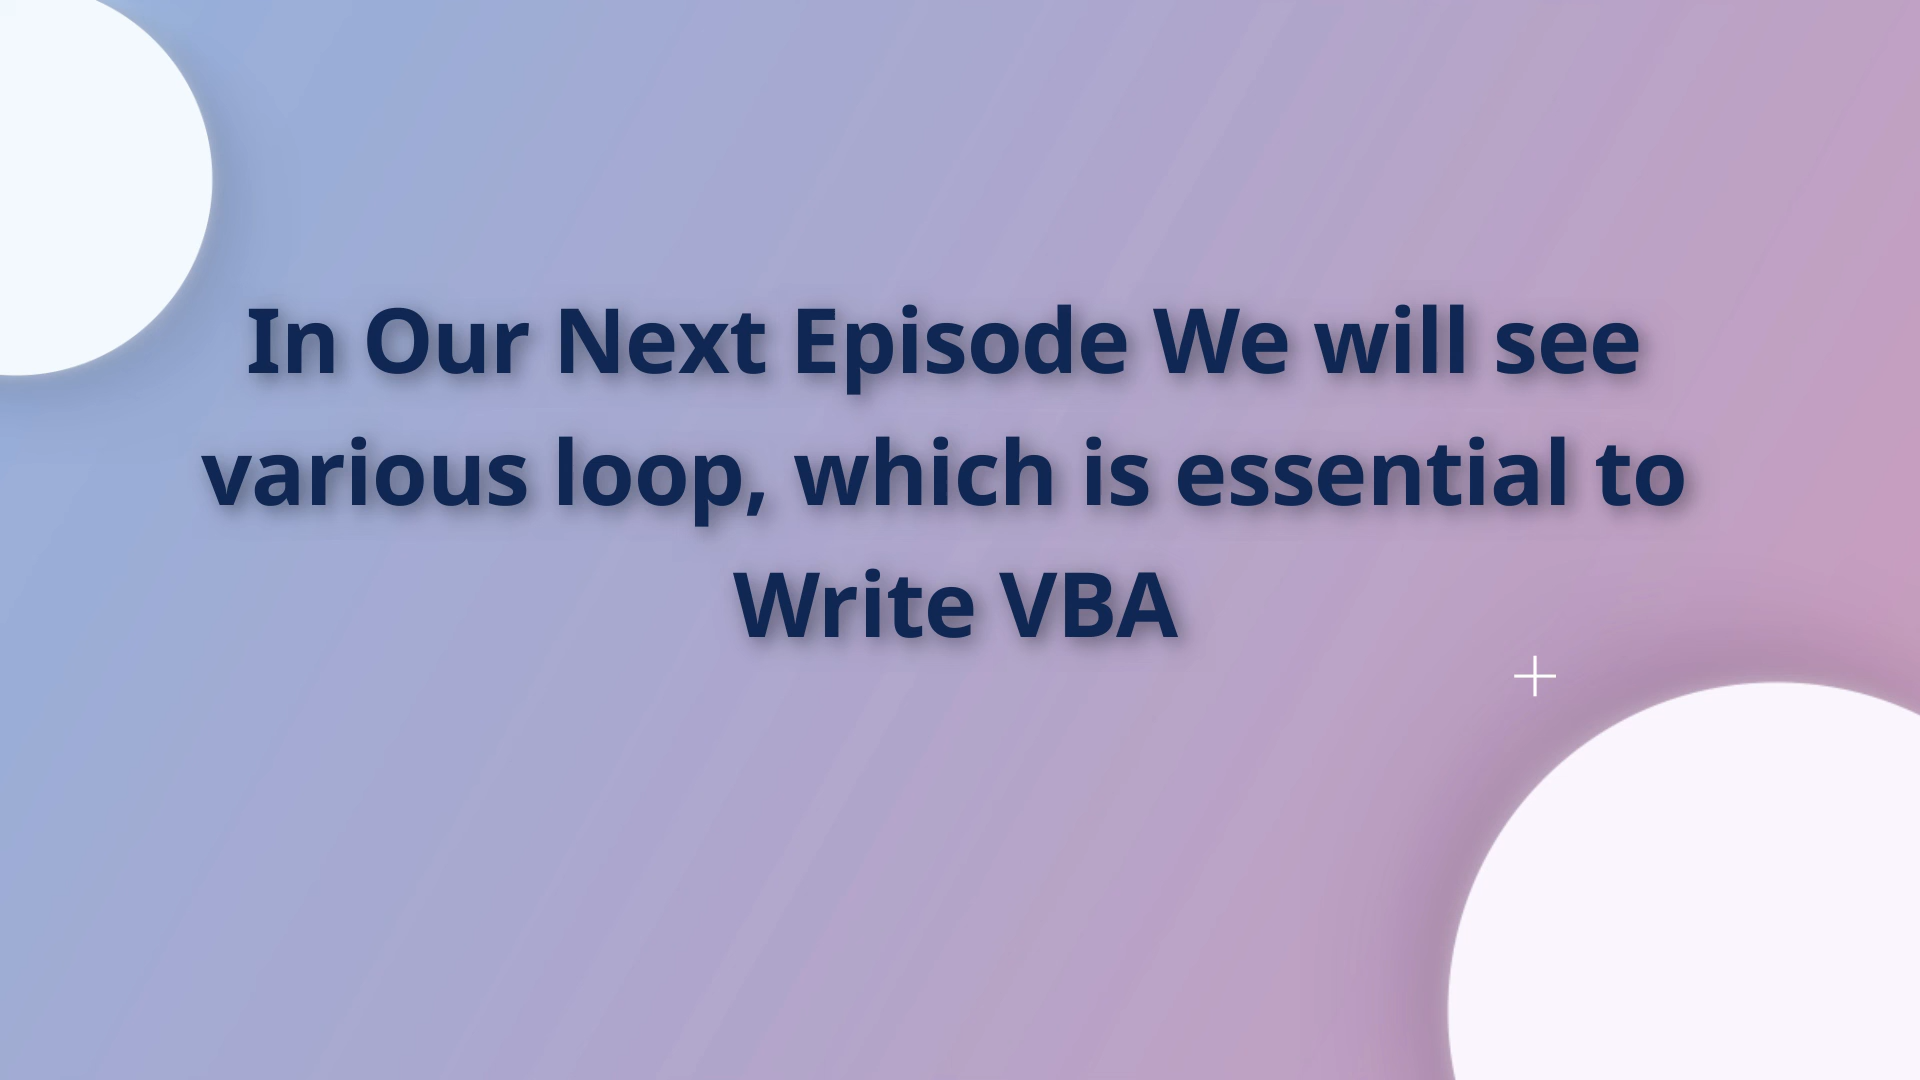 In Our Next Episode We will see
various loop, which is essential to
Write VBA